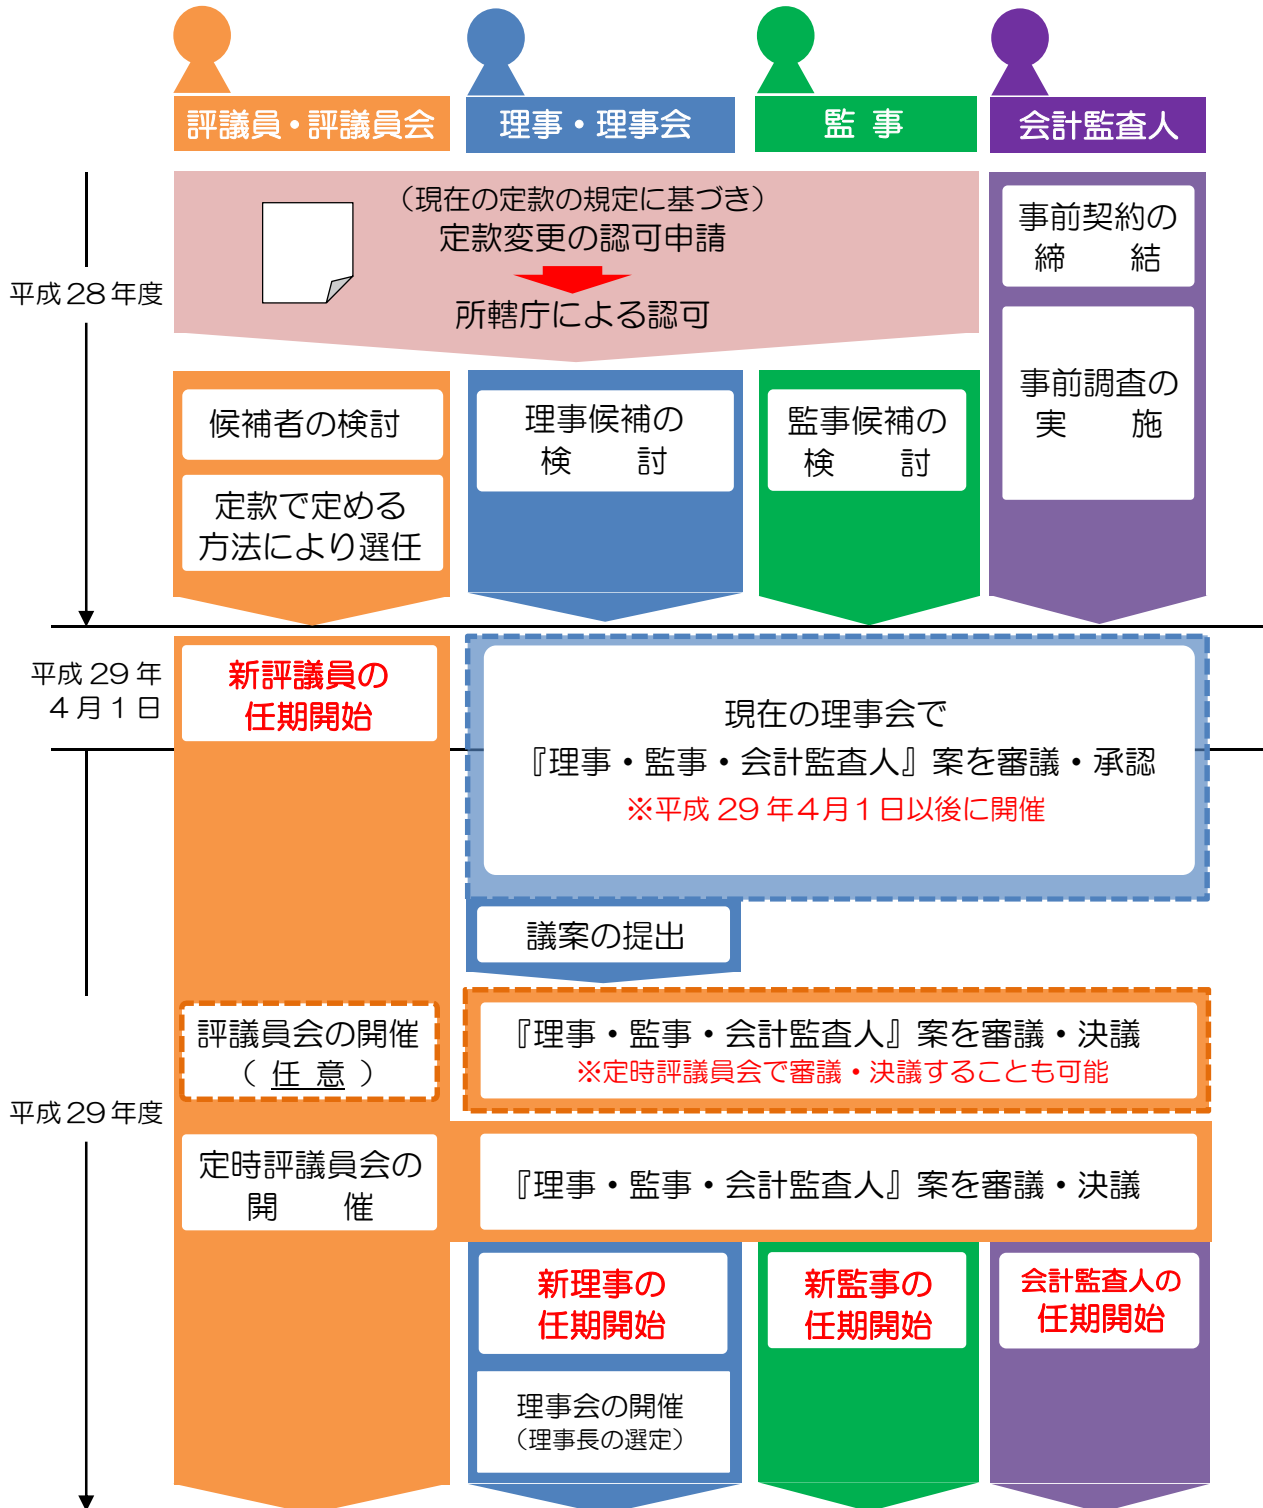 評議員・評議員会
理事・理事会
監 事
会計監査人
平成28年度
（現在の定款の規定に基づき）
定款変更の認可申請
所轄庁による認可
事前契約の
締 結
事前調査の
実 施
候補者の検討
定款で定める
方法により選任
理事候補の
検 討
監事候補の
検 討
平成 29 年
４月１日
新評議員の
任期開始
現在の理事会で
『理事・監事・会計監査人』案を審議・承認
※平成 29 年４月１日以後に開催
議案の提出
平成29年度
評議員会の開催
（ 任 意 ）
『理事・監事・会計監査人』案を審議・決議
※定時評議員会で審議・決議することも可能
定時評議員会の
開 催
『理事・監事・会計監査人』案を審議・決議
新理事の
任期開始
新監事の
任期開始
会計監査人の
任期開始
理事会の開催
（理事長の選定）